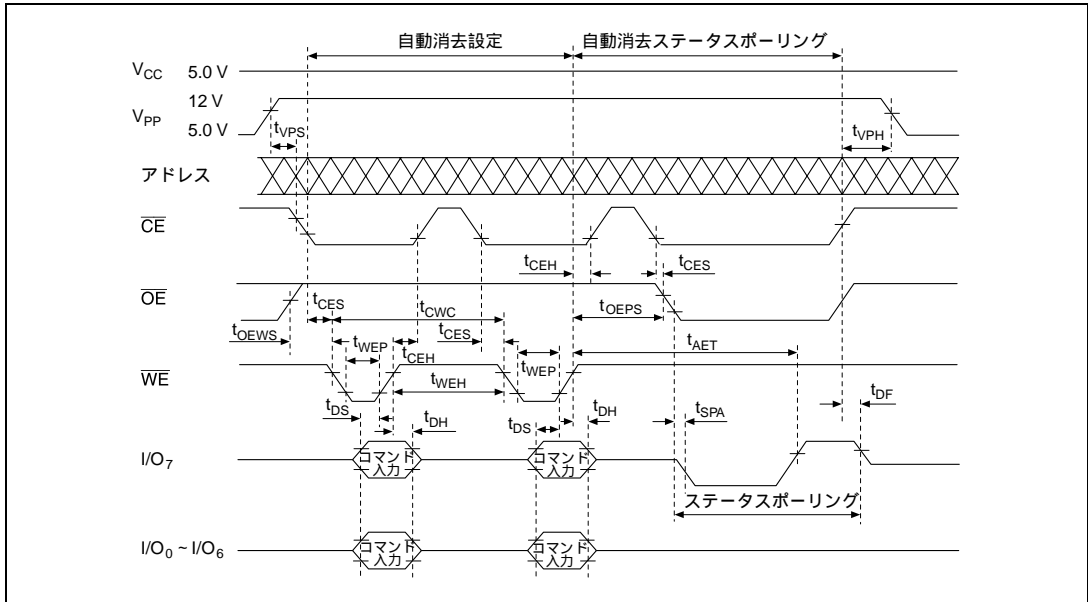 自動消去設定 自動消去ステータスポーリング
VCC 5.0 V
VPP 12 V
5.0 V
tVPS tVPH
アドレス
CE
tCEH tCES
OE
tCES tCWC tOEPS
tOEWS tWEP tCEH tCES tWEP tAET
WE
tWEH
tDS tDH tDS tDH tSPA tDF
I/O7 コマンド入力 コマンド入力
ステータスポーリング
I/O0 ~ I/O6 コマンド入力 コマンド入力